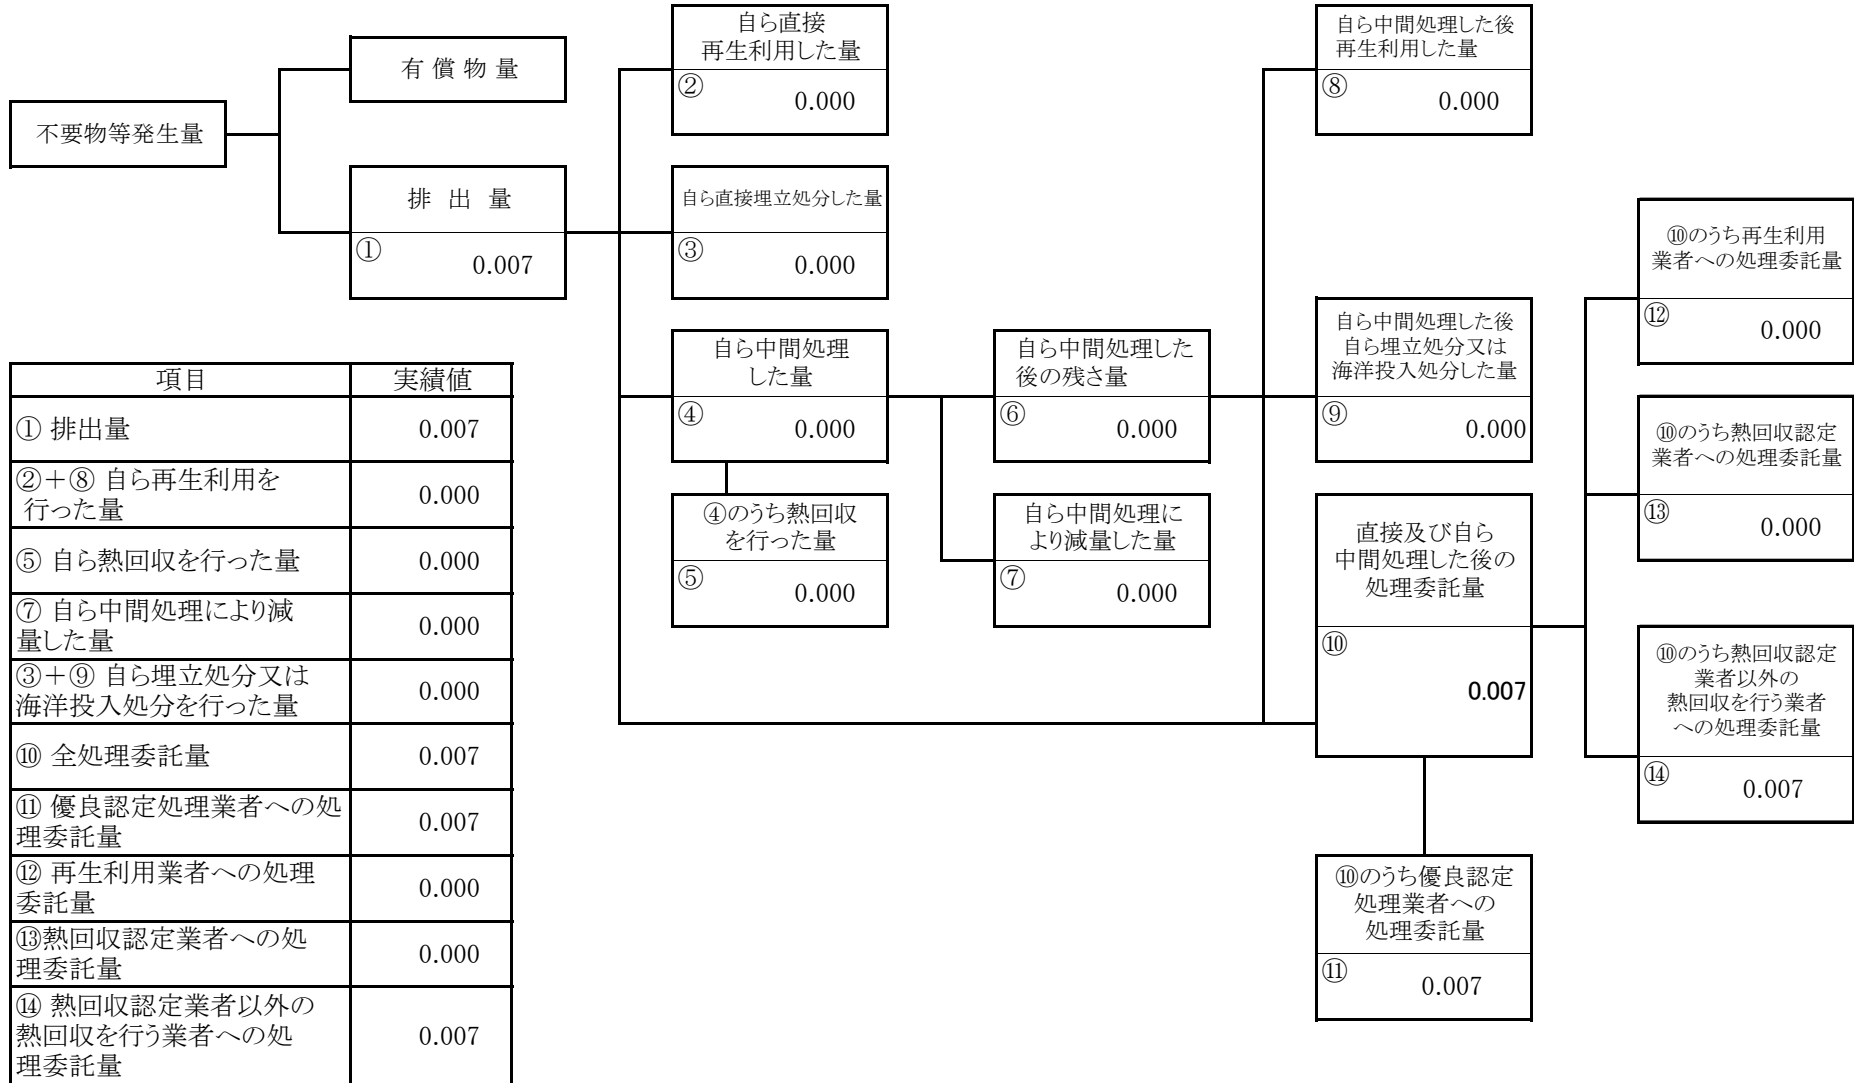 不要物等発生量
有 償 物 量
排 出 量
①
0.007
自ら直接
再生利用した量
②
0.000
自ら直接埋立処分した量
③
0.000
自ら中間処理
した量
④
0.000
④のうち熱回収
を行った量
⑤
0.000
自ら中間処理した
後の残さ量
⑥
0.000
自ら中間処理に
より減量した量
⑦
0.000
自ら中間処理した後
再生利用した量
⑧
0.000
自ら中間処理した後
自ら埋立処分又は
海洋投入処分した量
⑨
0.000
直接及び自ら
中間処理した後の
処理委託量
⑩
0.007
⑩のうち優良認定
処理業者への
処理委託量
⑪
0.007
⑩のうち再生利用
業者への処理委託量
⑫
0.000
⑩のうち熱回収認定
業者への処理委託量
⑬
0.000
⑩のうち熱回収認定
業者以外の
熱回収を行う業者
への処理委託量
⑭
0.007
項目 実績値
① 排出量 0.007
②+⑧ 自ら再生利用を
行った量
0.000
⑤ 自ら熱回収を行った量 0.000
⑦ 自ら中間処理により減
量した量
0.000
③+⑨ 自ら埋立処分又は
海洋投入処分を行った量
0.000
⑩ 全処理委託量 0.007
⑪ 優良認定処理業者への処
理委託量
0.007
⑫ 再生利用業者への処理
委託量
0.000
⑬熱回収認定業者への処
理委託量
0.000
⑭ 熱回収認定業者以外の
熱回収を行う業者への処
理委託量
0.007